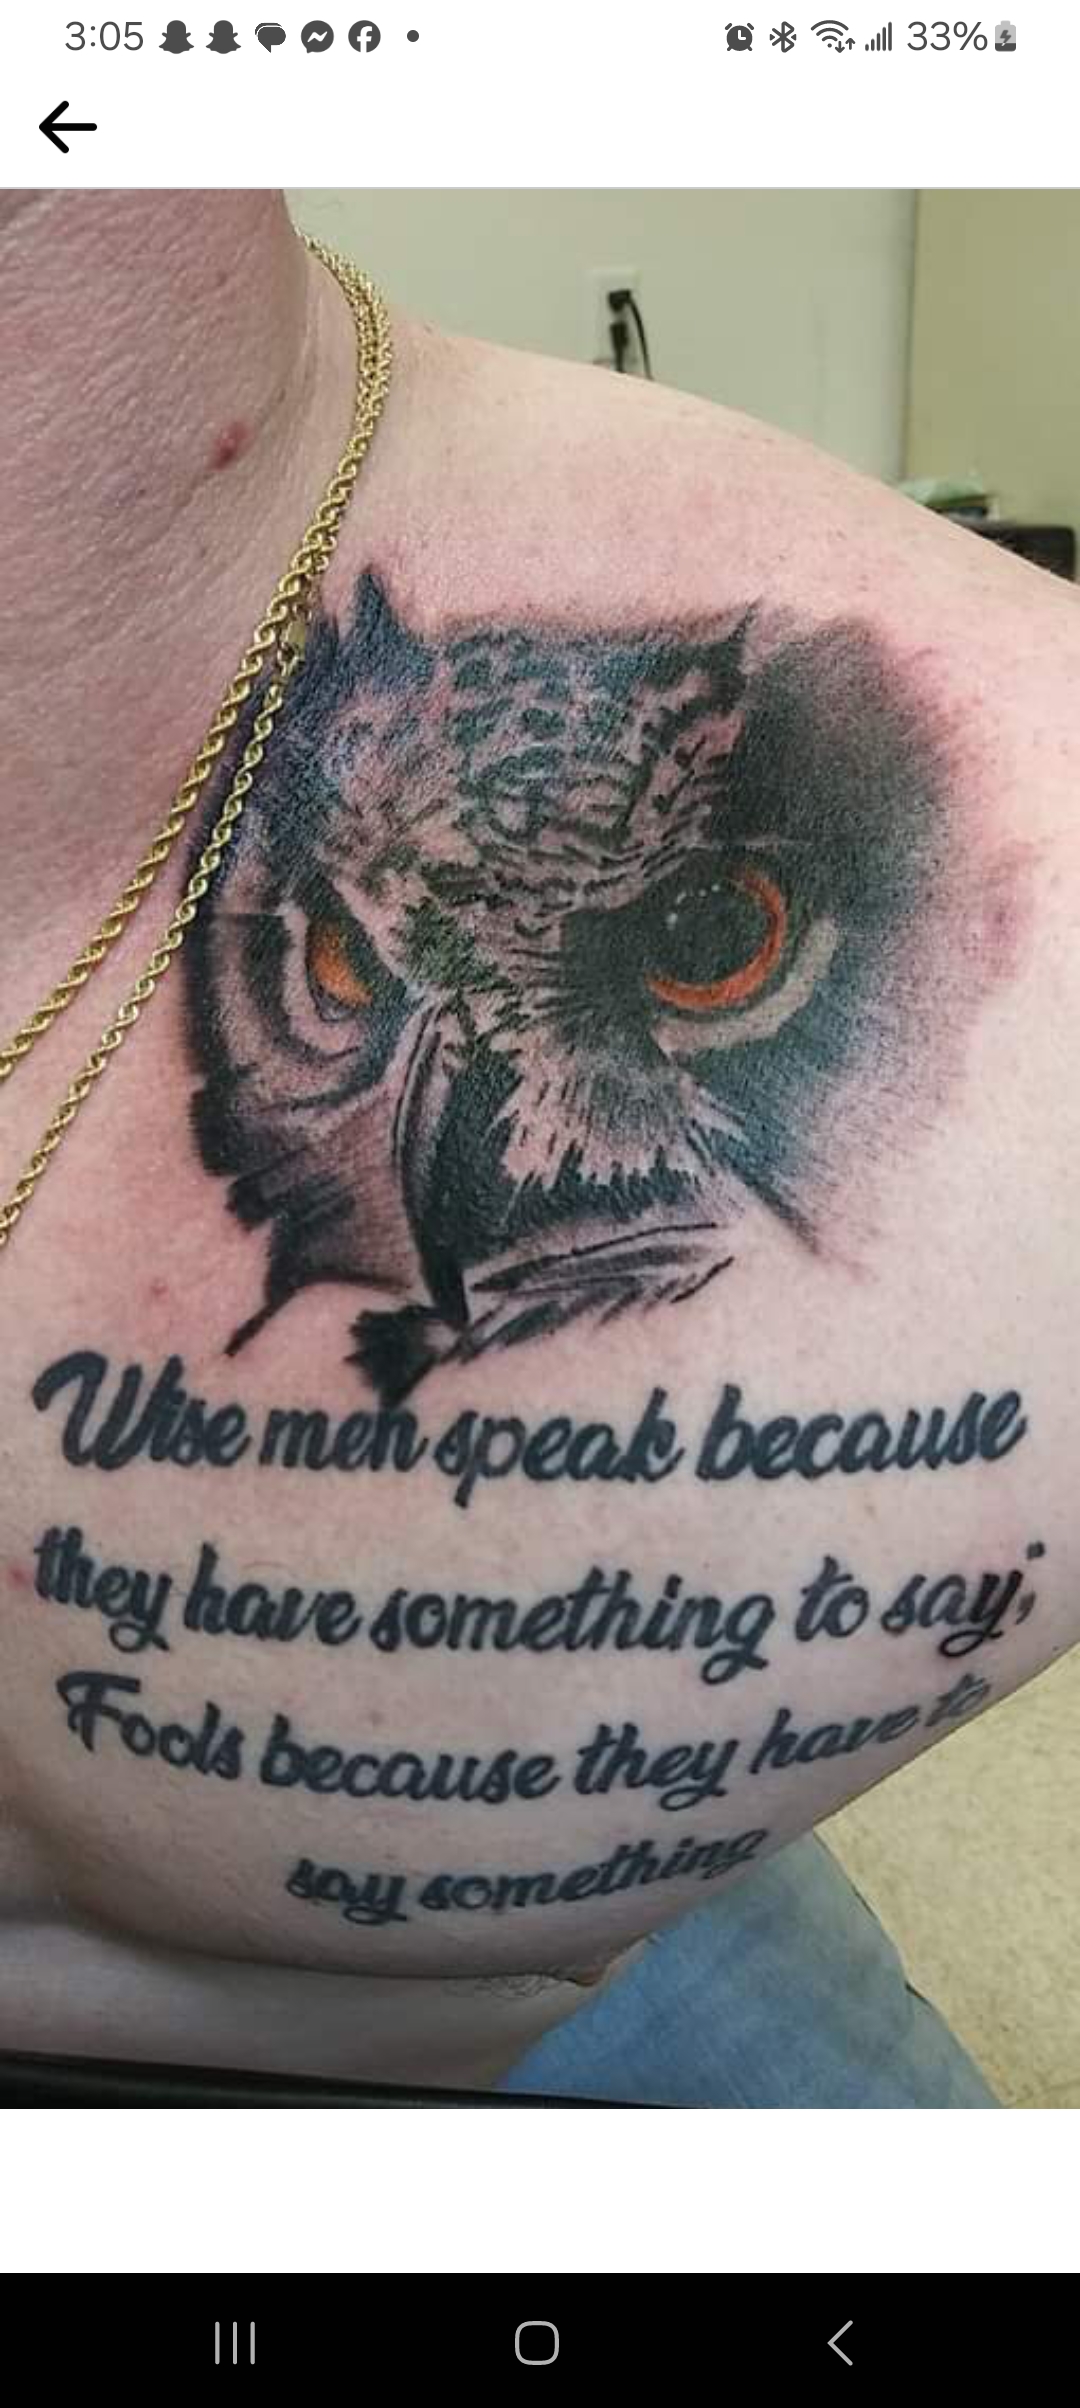 3:05 33%
Wise men speak because
they have something to say;
Fools because they have to
say something